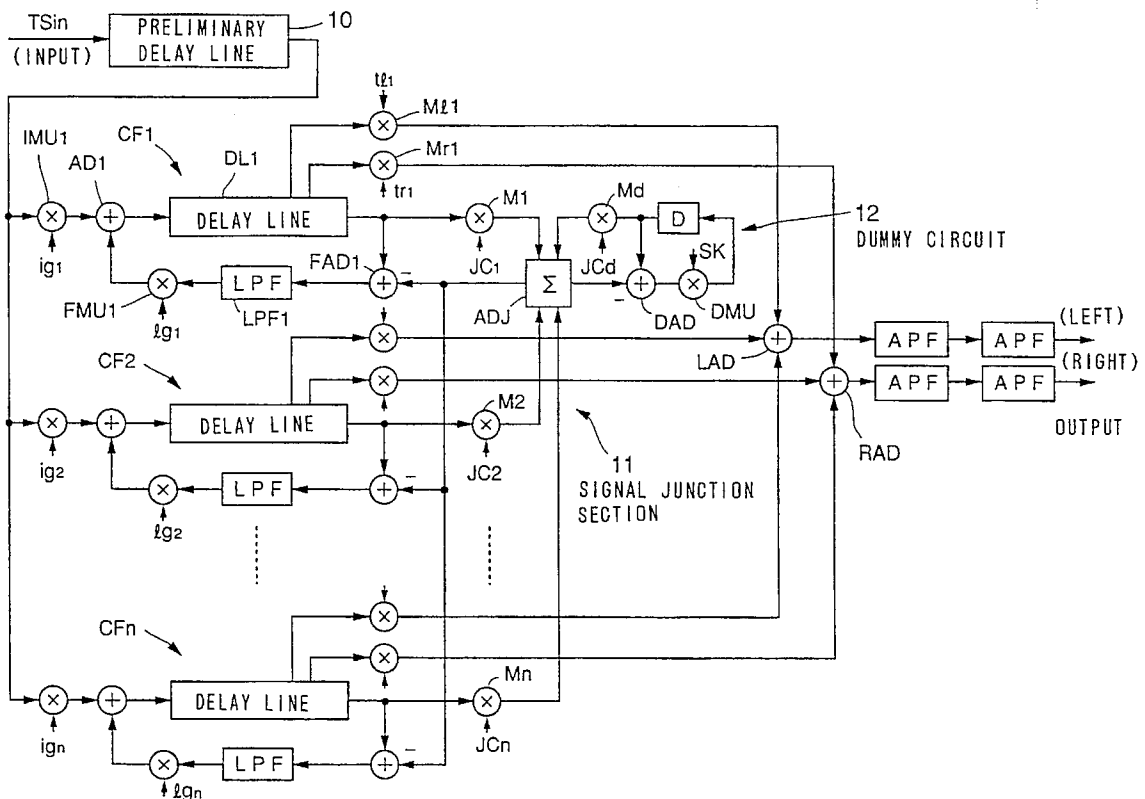 TSin
(INPUT)
PRELIMINARY
DELAY LINE
10
tℓ1
Mℓ1
IMU1
AD1
CF1
DL1
Mr1
tr1
DELAY LINE
M1
Md
D
12
DUMMY CIRCUIT
ig1
JC1
JCd
SK
FAD1
−
LPF
Σ
−
FMU1
ℓg1
LPF1
ADJ
DAD
DMU
(LEFT)
CF2
LAD
APF
APF
(RIGHT)
APF
APF
DELAY LINE
M2
RAD
OUTPUT
ig2
JC2
11
SIGNAL JUNCTION
SECTION
LPF
−
ℓg2
CFn
DELAY LINE
Mn
ign
JCn
−
LPF
ℓgn